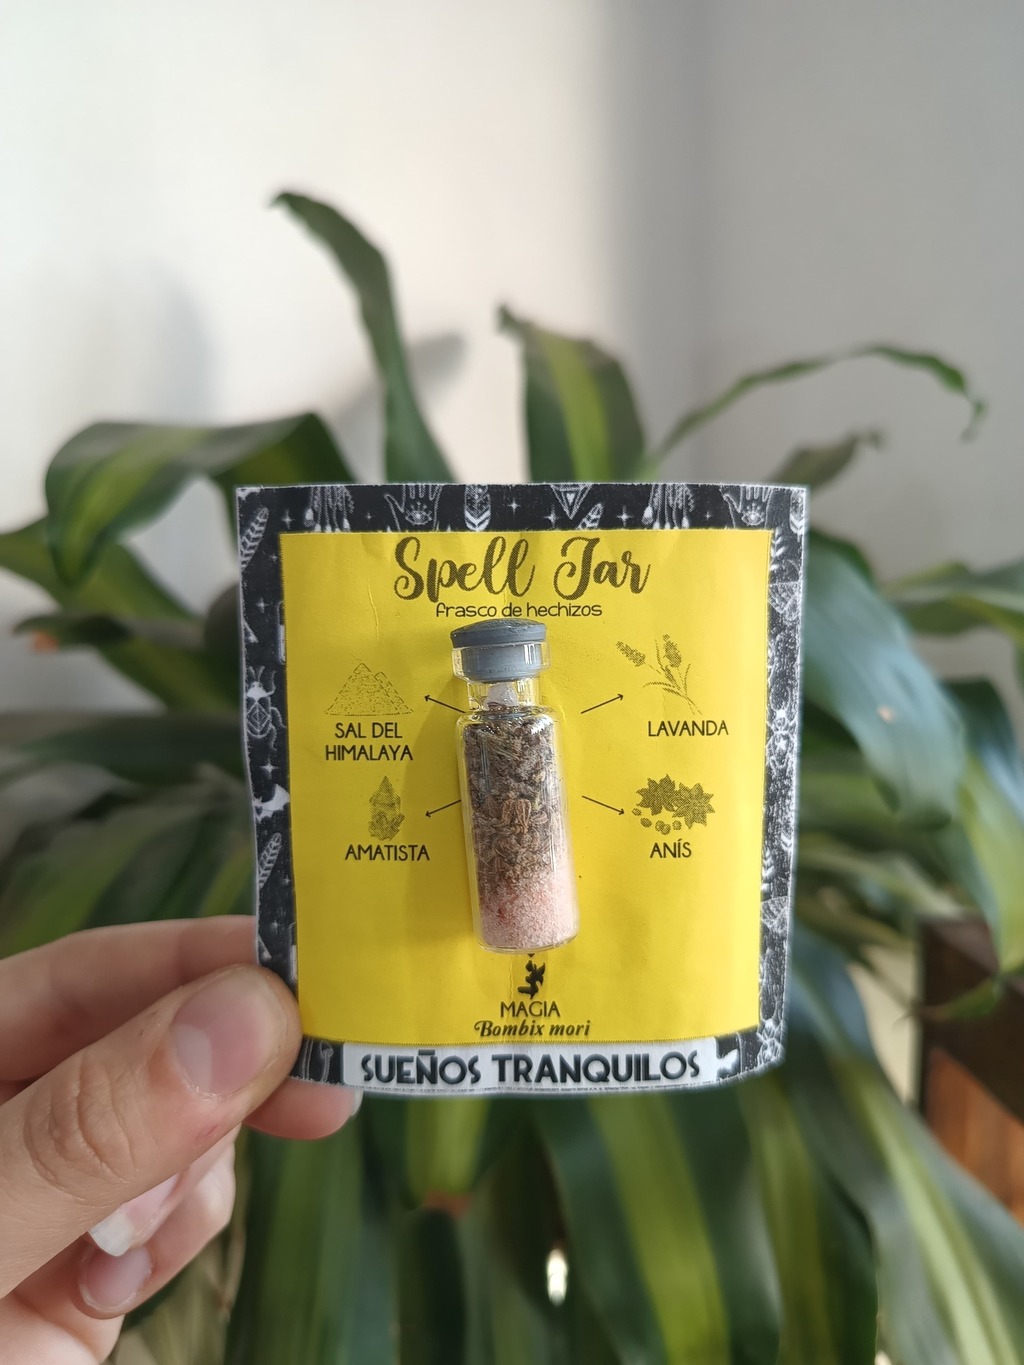 Spell Jar
frasco de hechizos
SAL DEL
HIMALAYA
LAVANDA
AMATISTA
ANÍS
MAGIA
Bombix mori
SUEÑOS TRANQUILOS